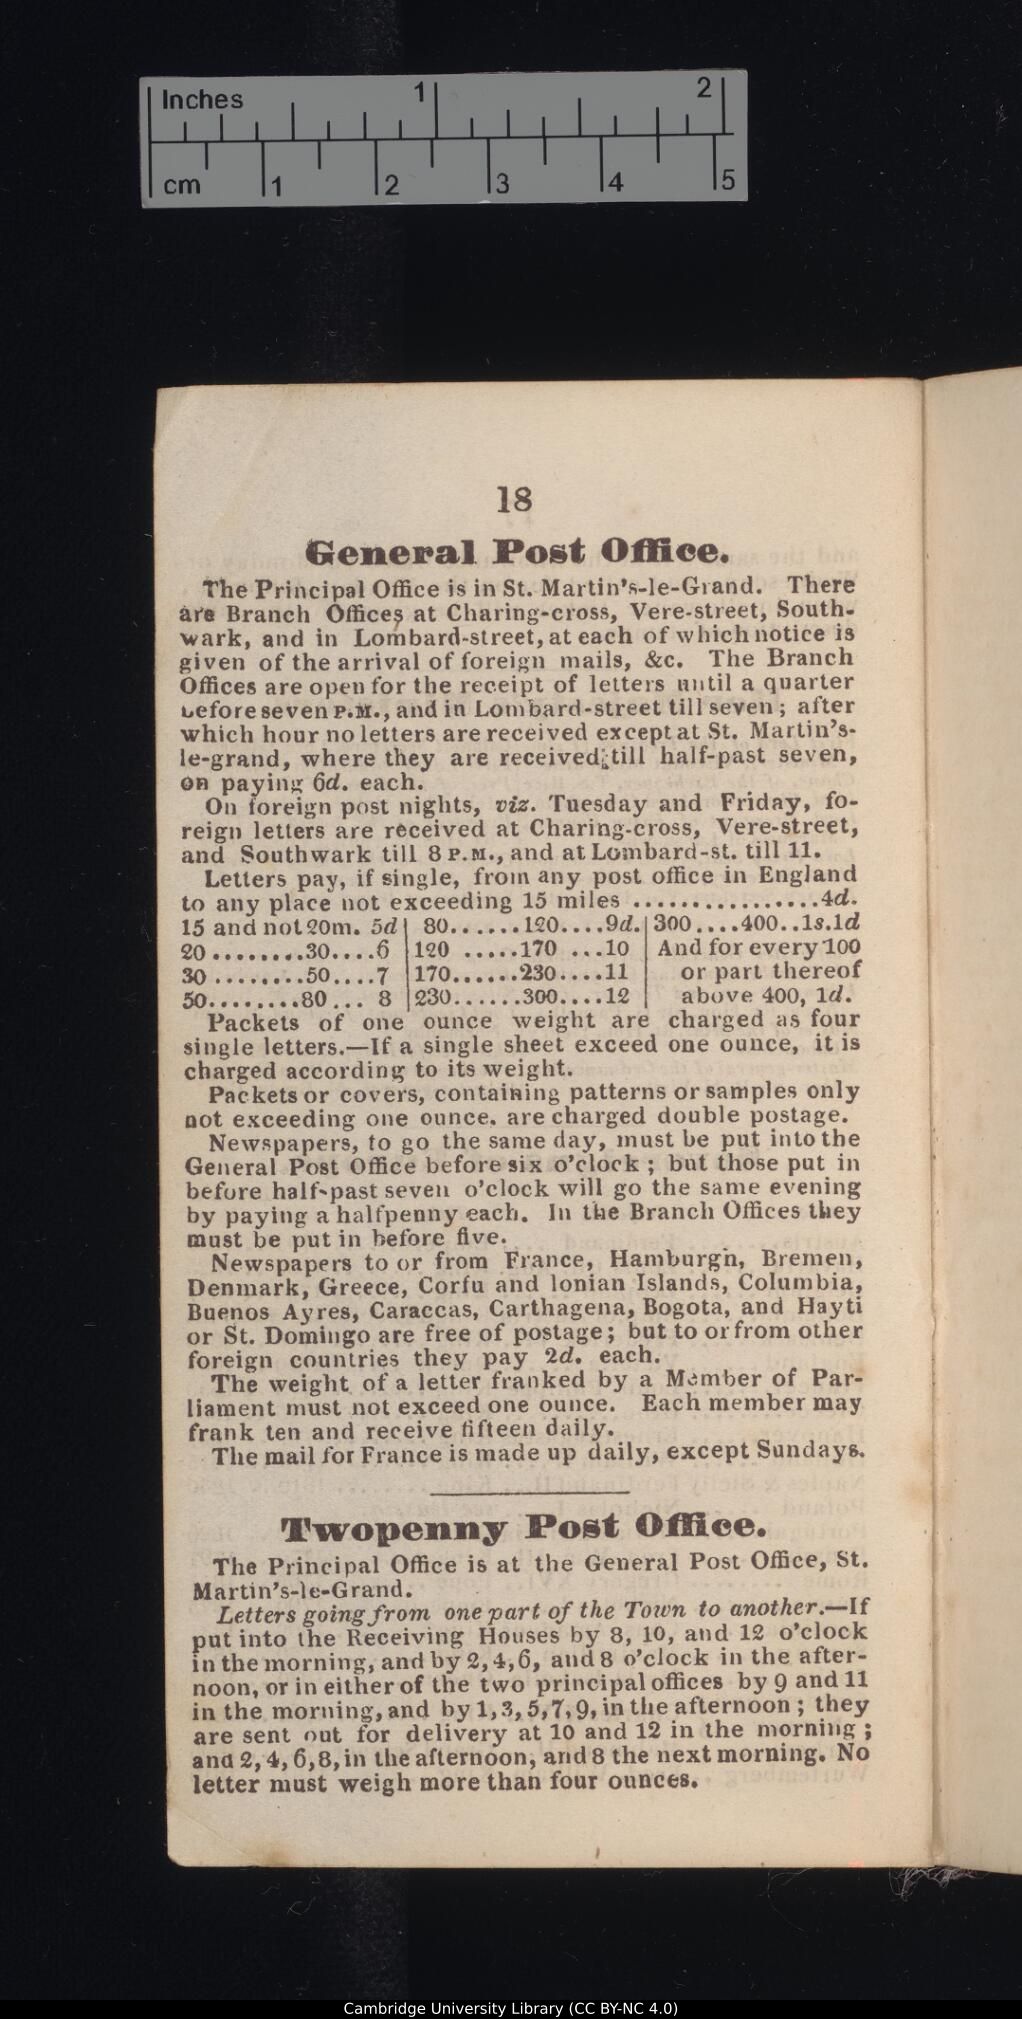 Inches 1 2
cm 1 2 3 4 5
18
General Post Office.
The Principal Office is in St. Martin's-le-Grand. There
are Branch Offices at Charing-cross, Vere-street, South-
wark, and in Lombard-street, at each of which notice is
given of the arrival of foreign mails, &c. The Branch
Offices are open for the receipt of letters until a quarter
before seven P.M., and in Lombard-street till seven; after
which hour no letters are received except at St. Martin's-
le-grand, where they are received till half-past seven,
on paying 6d. each.
On foreign post nights, viz. Tuesday and Friday, fo-
reign letters are received at Charing-cross, Vere-street,
and Southwark till 8 P.M., and at Lombard-st. till 11.
Letters pay, if single, from any post office in England
to any place not exceeding 15 miles ................4d.
15 and not 20m. 5d | 80......120....9d. | 300....400..1s.1d
20.........30....6 | 120 .....170 ...10 | And for every 100
30 ........50....7 | 170......230....11 | or part thereof
50........80... 8 | 230......300....12 | above 400, 1d.
Packets of one ounce weight are charged as four
single letters.—If a single sheet exceed one ounce, it is
charged according to its weight.
Packets or covers, containing patterns or samples only
not exceeding one ounce. are charged double postage.
Newspapers, to go the same day, must be put into the
General Post Office before six o'clock; but those put in
before half-past seven o'clock will go the same evening
by paying a halfpenny each. In the Branch Offices they
must be put in before five.
Newspapers to or from France, Hamburgh, Bremen,
Denmark, Greece, Corfu and Ionian Islands, Columbia,
Buenos Ayres, Caraccas, Carthagena, Bogota, and Hayti
or St. Domingo are free of postage; but to or from other
foreign countries they pay 2d. each.
The weight of a letter franked by a Member of Par-
liament must not exceed one ounce. Each member may
frank ten and receive fifteen daily.
The mail for France is made up daily, except Sundays.
Twopenny Post Office.
The Principal Office is at the General Post Office, St.
Martin's-le-Grand.
Letters going from one part of the Town to another.—If
put into the Receiving Houses by 8, 10, and 12 o'clock
in the morning, and by 2, 4, 6, and 8 o'clock in the after-
noon, or in either of the two principal offices by 9 and 11
in the morning, and by 1, 3, 5, 7, 9, in the afternoon; they
are sent out for delivery at 10 and 12 in the morning;
and 2, 4, 6, 8, in the afternoon, and 8 the next morning. No
letter must weigh more than four ounces.
Cambridge University Library (CC BY-NC 4.0)